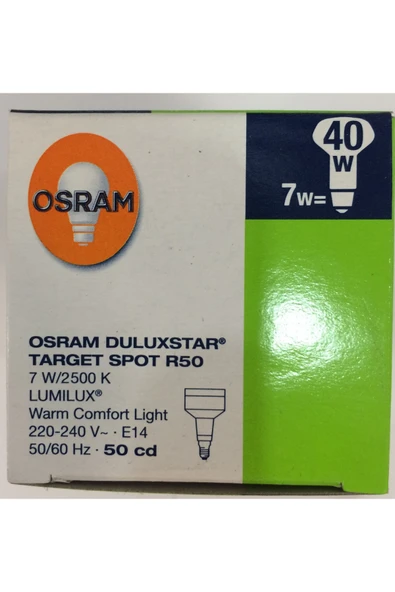 40
W
7W=
OSRAM
OSRAM DULUXSTAR®
TARGET SPOT R50
7 W/2500 K
LUMILUX®
Warm Comfort Light
220-240 V~ · E14
50/60 Hz · 50 cd